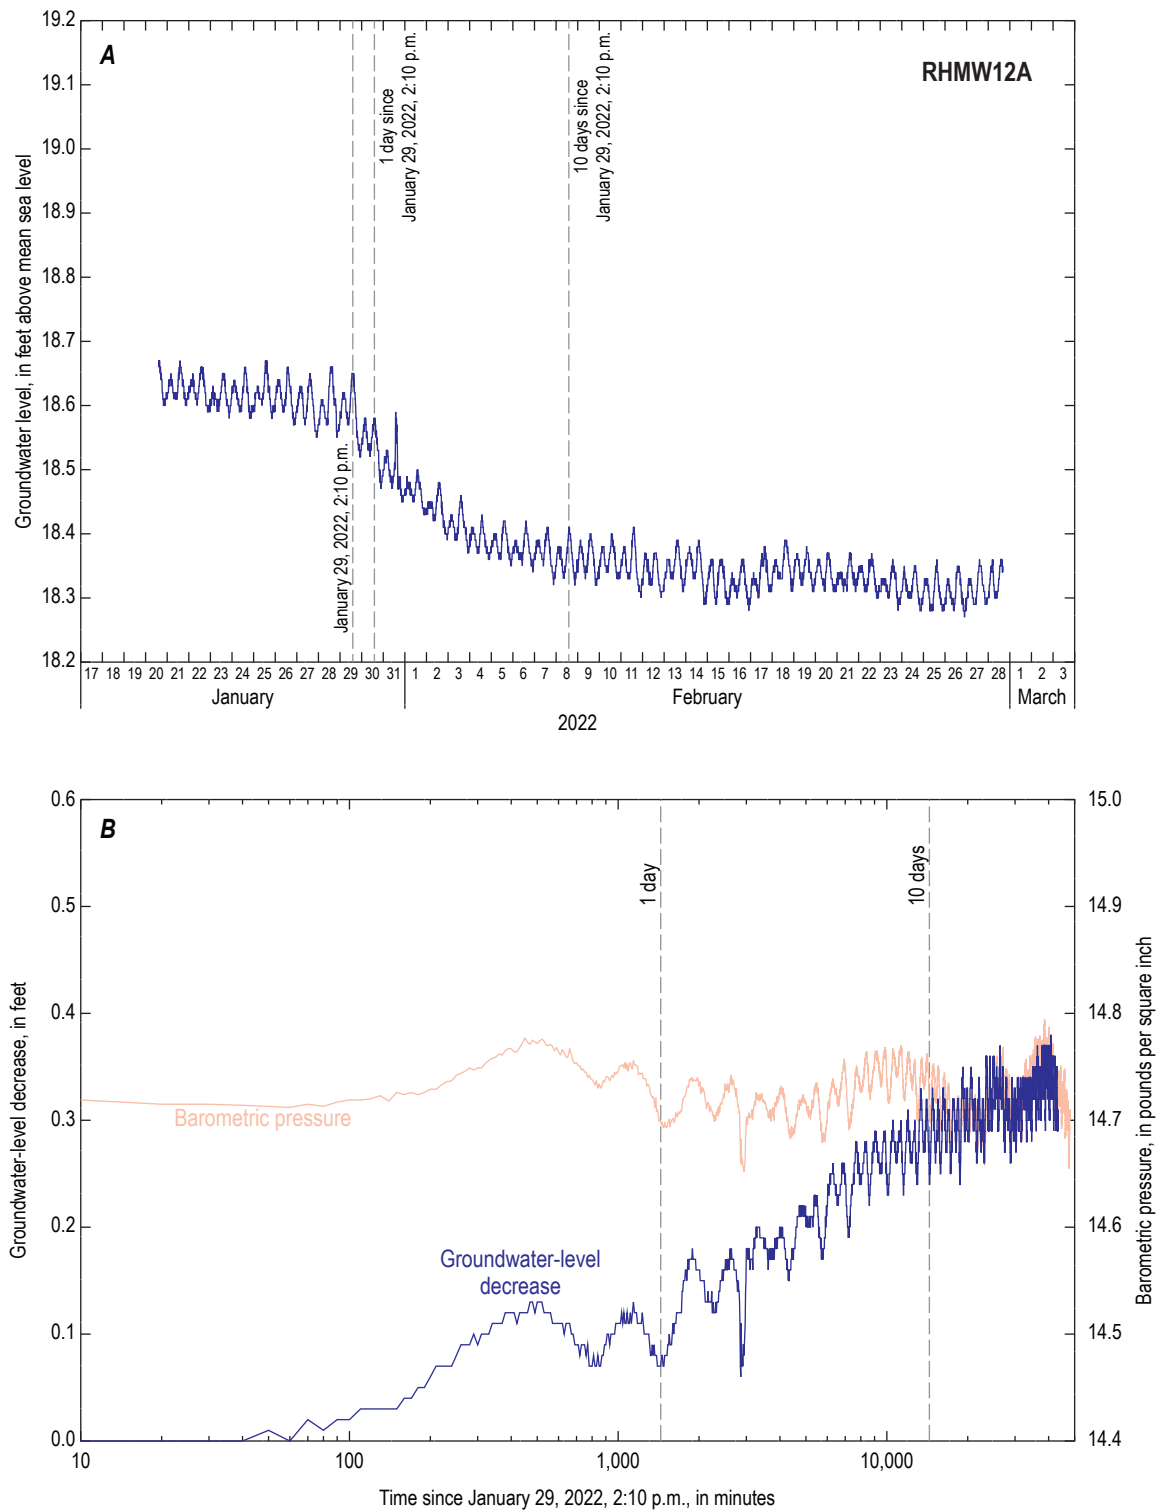 A
RHMW12A
19.2
19.1
19.0
18.9
18.8
18.7
18.6
18.5
18.4
18.3
18.2
Groundwater level, in feet above mean sea level
January 29, 2022, 2:10 p.m.
1 day since
January 29, 2022, 2:10 p.m.
10 days since
January 29, 2022, 2:10 p.m.
17 18 19 20 21 22 23 24 25 26 27 28 29 30 31 1 2 3 4 5 6 7 8 9 10 11 12 13 14 15 16 17 18 19 20 21 22 23 24 25 26 27 28 1 2 3
January February March
2022
B
0.6
0.5
0.4
0.3
0.2
0.1
0.0
Groundwater-level decrease, in feet
15.0
14.9
14.8
14.7
14.6
14.5
14.4
Barometric pressure, in pounds per square inch
1 day
10 days
Barometric pressure
Groundwater-level
decrease
10 100 1,000 10,000
Time since January 29, 2022, 2:10 p.m., in minutes